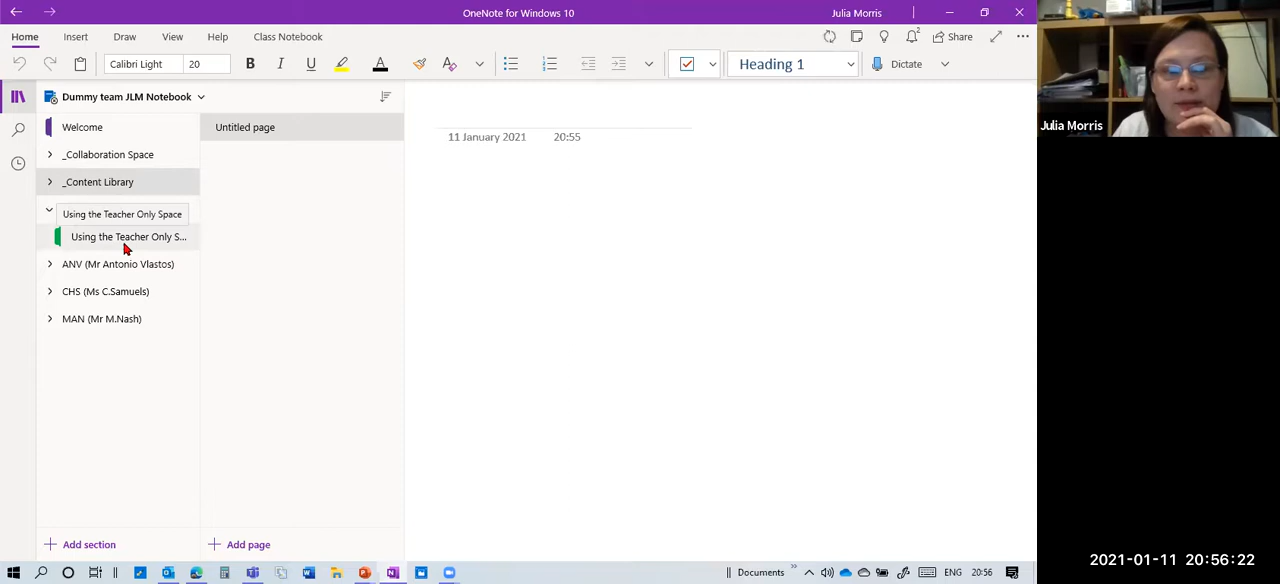 OneNote for Windows 10
Julia Morris
Home
Insert
Draw
View
Help
Class Notebook
2
Share
Calibri Light
20
B
I
U
A
A
Heading 1
Dictate
Dummy team JLM Notebook
Welcome
_Collaboration Space
_Content Library
Using the Teacher Only Space
Using the Teacher Only S...
ANV (Mr Antonio Vlastos)
CHS (Ms C.Samuels)
MAN (Mr M.Nash)
Untitled page
11 January 2021
20:55
Add section
Add page
Julia Morris
Documents
ENG
20:56
2021-01-11 20:56:22